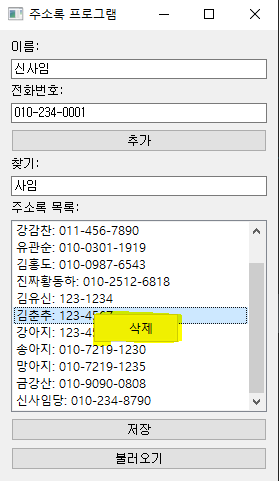 주소록 프로그램
이름:
신사임
전화번호:
010-234-0001
추가
찾기:
사임
주소록 목록:
강감찬: 011-456-7890
유관순: 010-0301-1919
김홍도: 010-0987-6543
진짜황동하: 010-2512-6818
김유신: 123-1234
김춘추: 123-4567
삭제
강아지: 123-45
송아지: 010-7219-1230
망아지: 010-7219-1235
금강산: 010-9090-0808
신사임당: 010-234-8790
저장
불러오기